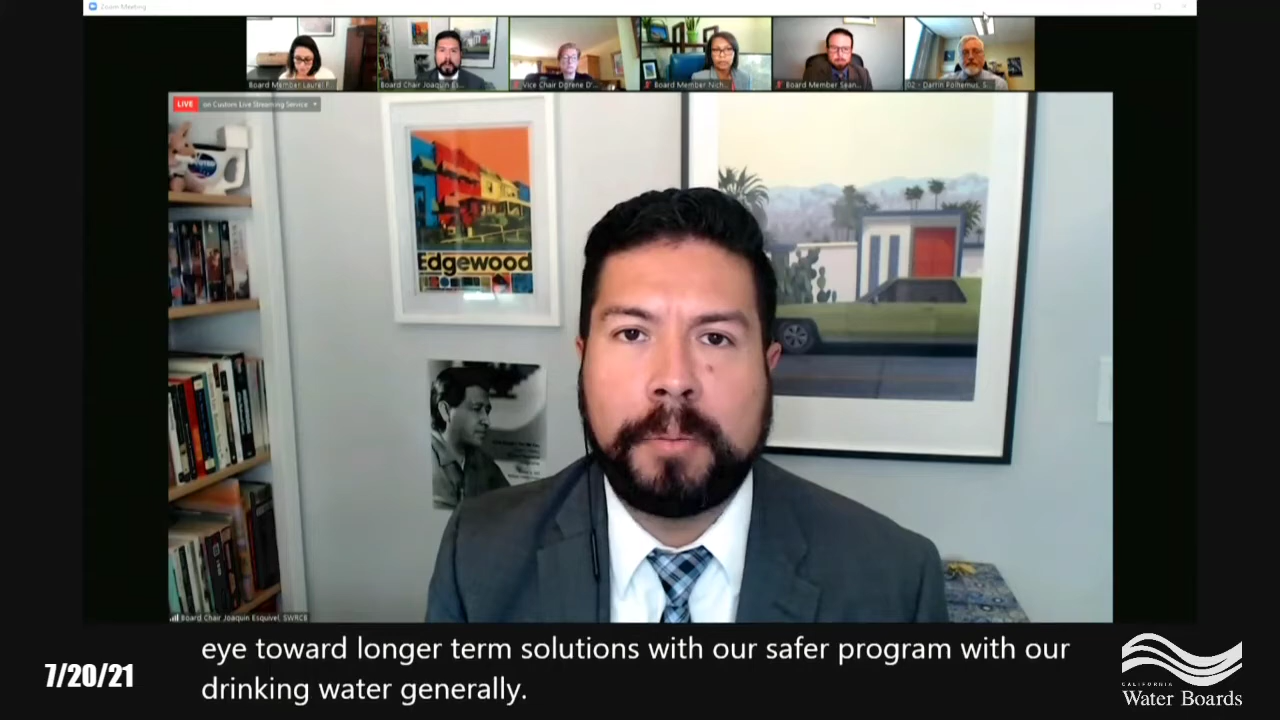 Zoom Meeting
Board Member Laurel F...
Board Chair Joaquin Es...
Vice Chair Dorene D'...
Board Member Nich...
Board Member Sean...
02 - Darrin Polhemus, S...
LIVE on Custom Live Streaming Service
Edgewood
Board Chair Joaquin Esquivel, SWRCB
eye toward longer term solutions with our safer program with our
drinking water generally.
7/20/21
CALIFORNIA
Water Boards